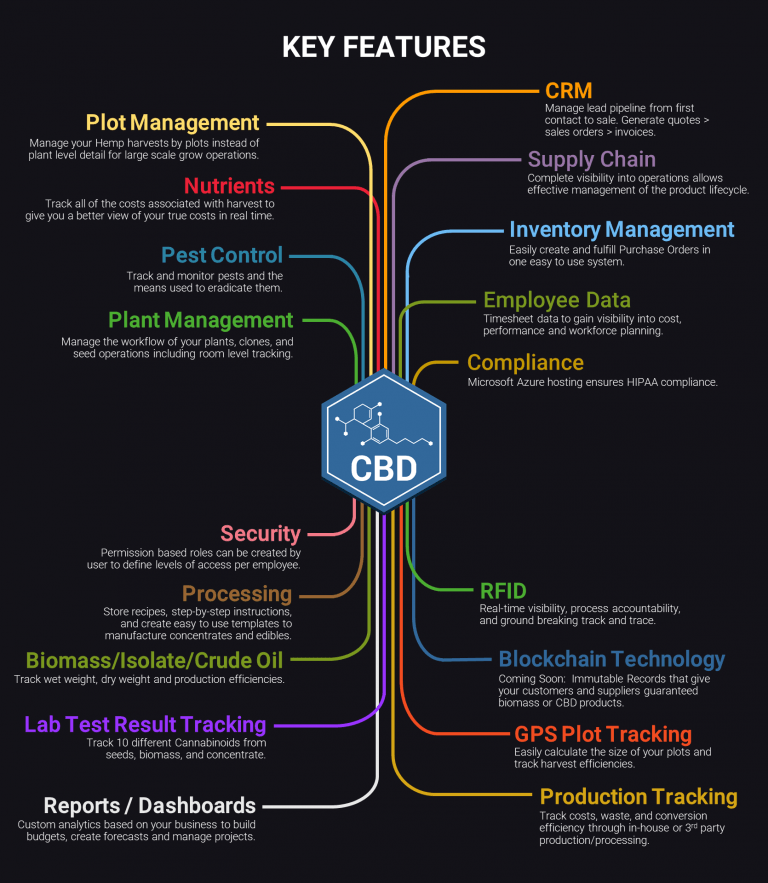 KEY FEATURES
Plot Management
Manage your Hemp harvests by plots instead of
plant level detail for large scale grow operations.
Nutrients
Track all of the costs associated with harvest to
give you a better view of your true costs in real time.
Pest Control
Track and monitor pests and the
means used to eradicate them.
Plant Management
Manage the workflow of your plants, clones, and
seed operations including room level tracking.
CRM
Manage lead pipeline from first
contact to sale. Generate quotes >
sales orders > invoices.
Supply Chain
Complete visibility into operations allows
effective management of the product lifecycle.
Inventory Management
Easily create and fulfill Purchase Orders in
one easy to use system.
Employee Data
Timesheet data to gain visibility into cost,
performance and workforce planning.
Compliance
Microsoft Azure hosting ensures HIPAA compliance.
CBD
Security
Permission based roles can be created by
user to define levels of access per employee.
Processing
Store recipes, step-by-step instructions,
and create easy to use templates to
manufacture concentrates and edibles.
Biomass/Isolate/Crude Oil
Track wet weight, dry weight and production efficiencies.
Lab Test Result Tracking
Track 10 different Cannabinoids from
seeds, biomass, and concentrate.
Reports / Dashboards
Custom analytics based on your business to build
budgets, create forecasts and manage projects.
RFID
Real-time visibility, process accountability,
and ground breaking track and trace.
Blockchain Technology
Coming Soon: Immutable Records that give
your customers and suppliers guaranteed
biomass or CBD products.
GPS Plot Tracking
Easily calculate the size of your plots and
track harvest efficiencies.
Production Tracking
Track costs, waste, and conversion
efficiency through in-house or 3rd party
production/processing.